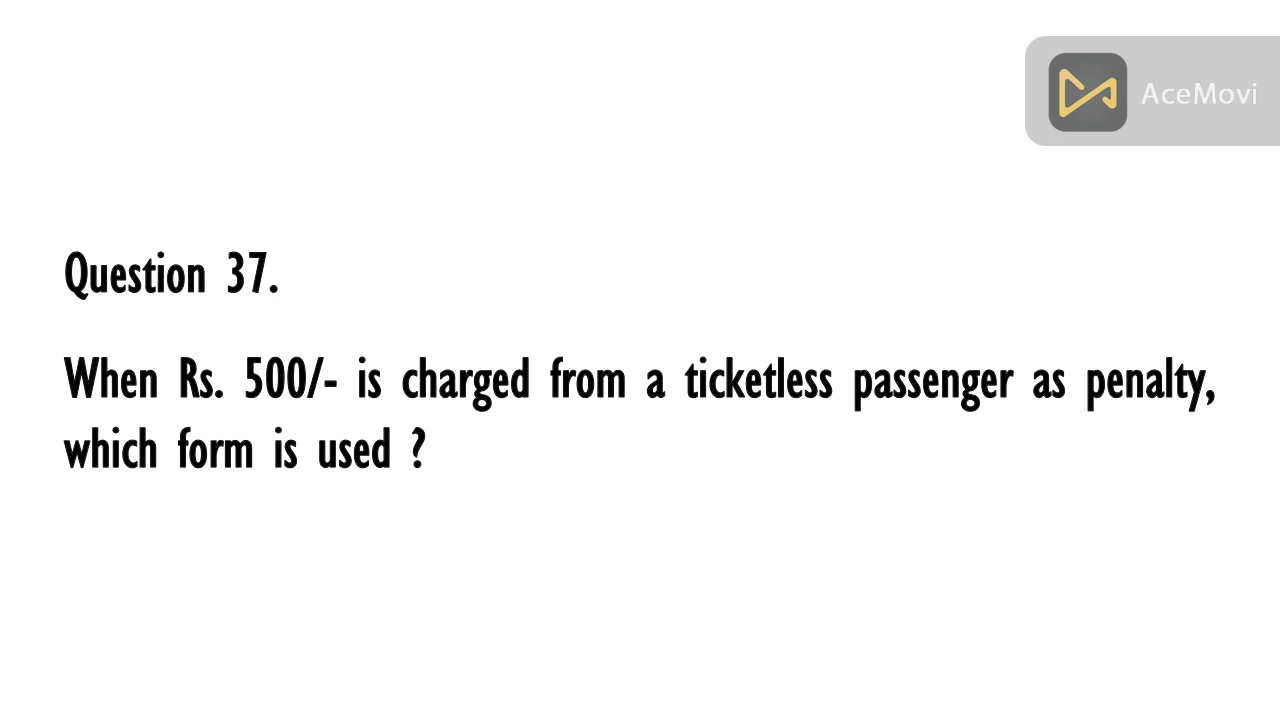 AceMovi
Question 37.
When Rs. 500/- is charged from a ticketless passenger as penalty,
which form is used ?